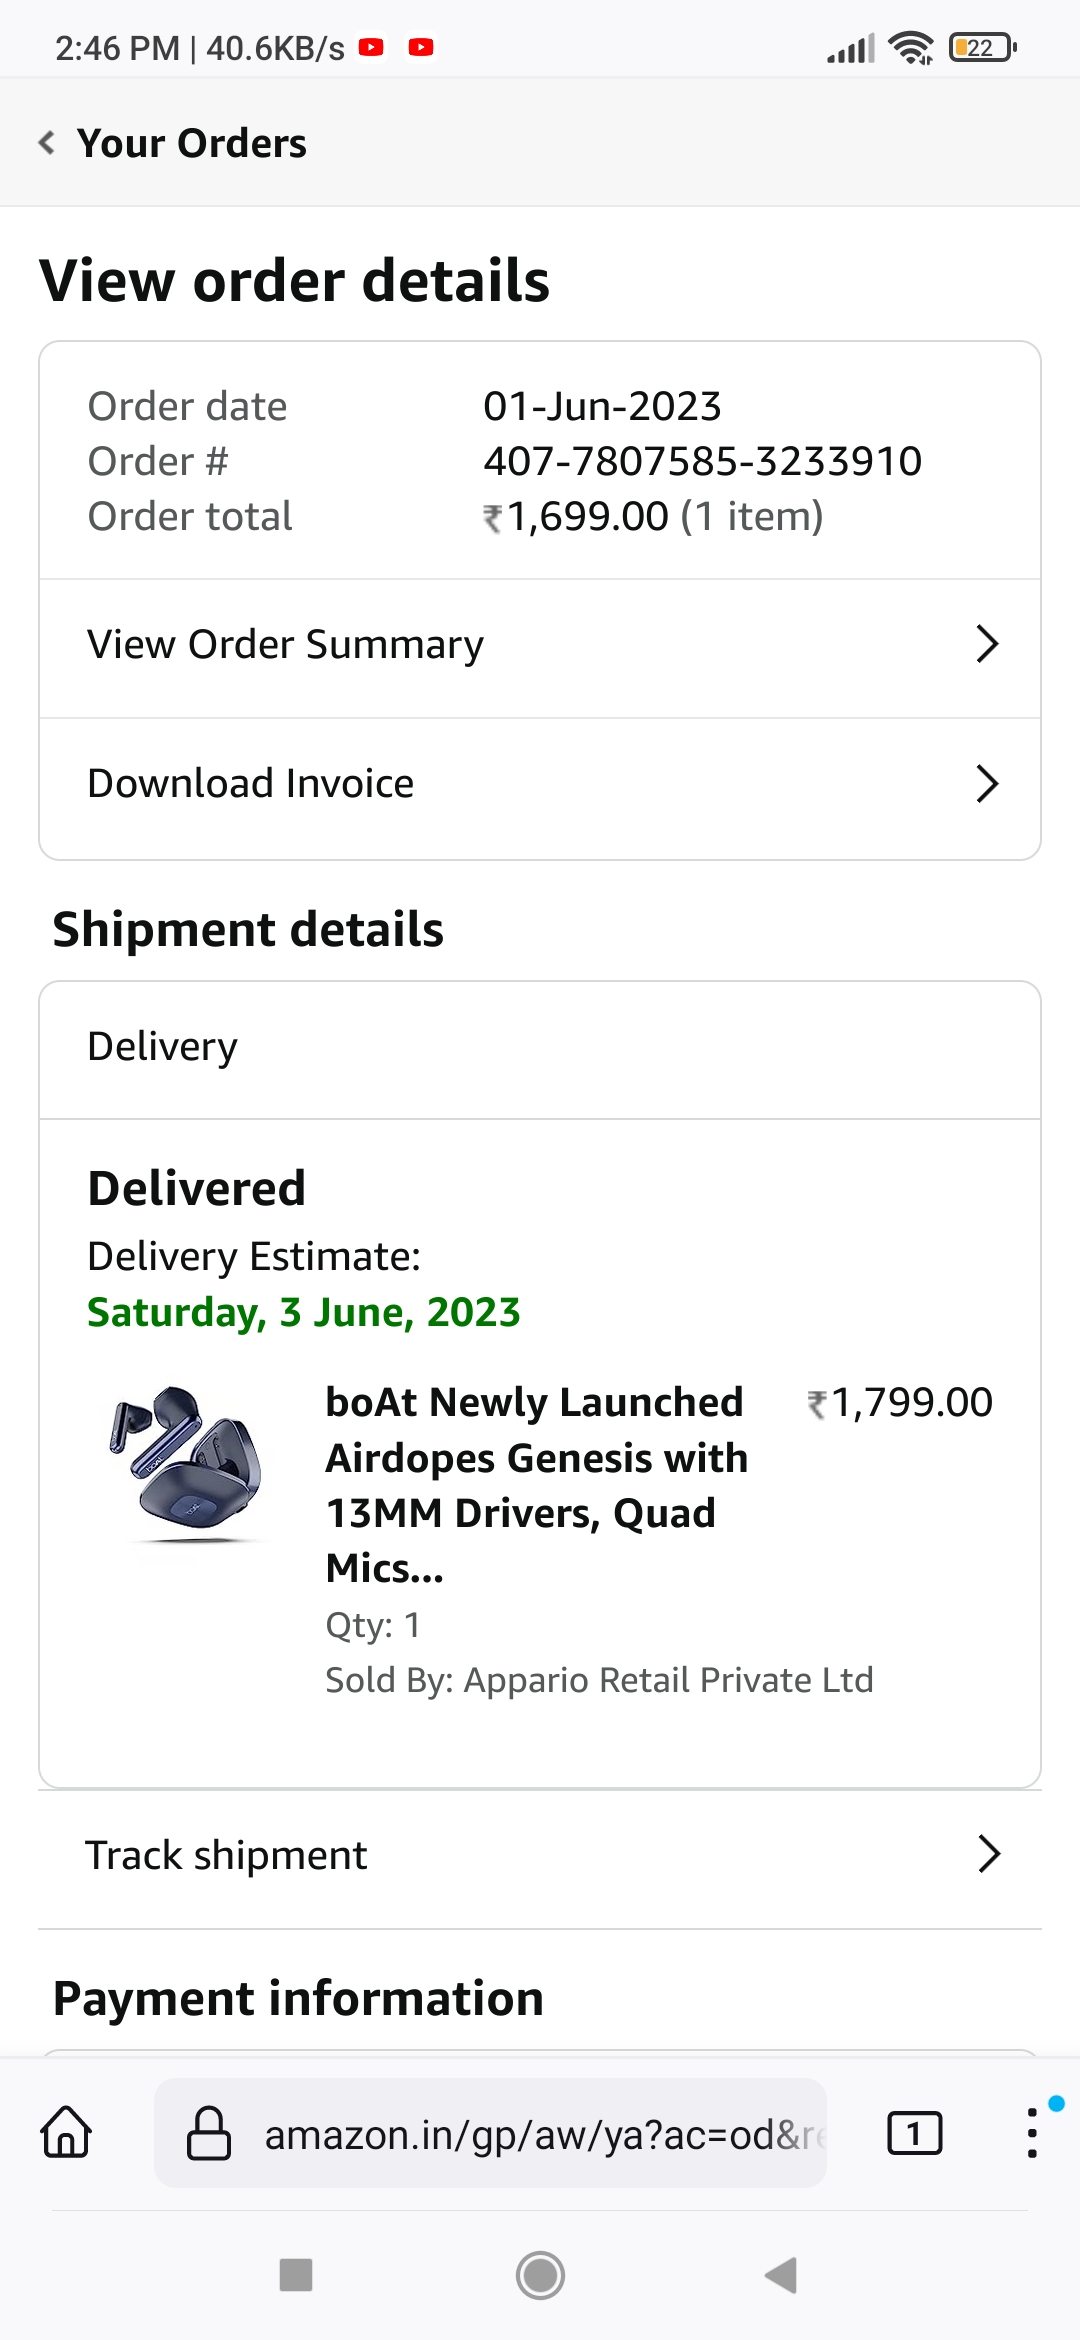 2:46 PM | 40.6KB/s
22
Your Orders
View order details
Order date 01-Jun-2023
Order # 407-7807585-3233910
Order total ₹1,699.00 (1 item)
View Order Summary
Download Invoice
Shipment details
Delivery
Delivered
Delivery Estimate:
Saturday, 3 June, 2023
boAt Newly Launched ₹1,799.00
Airdopes Genesis with
13MM Drivers, Quad
Mics...
Qty: 1
Sold By: Appario Retail Private Ltd
Track shipment
Payment information
amazon.in/gp/aw/ya?ac=od&re
1